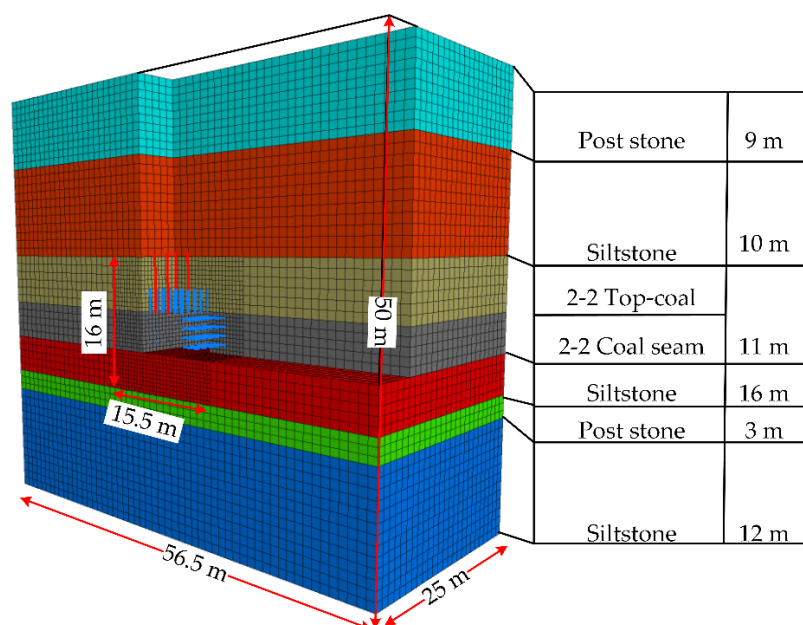 Post stone 9 m
Siltstone 10 m
2-2 Top-coal
2-2 Coal seam 11 m
Siltstone 16 m
Post stone 3 m
Siltstone 12 m
50 m
16 m
15.5 m
56.5 m
25 m